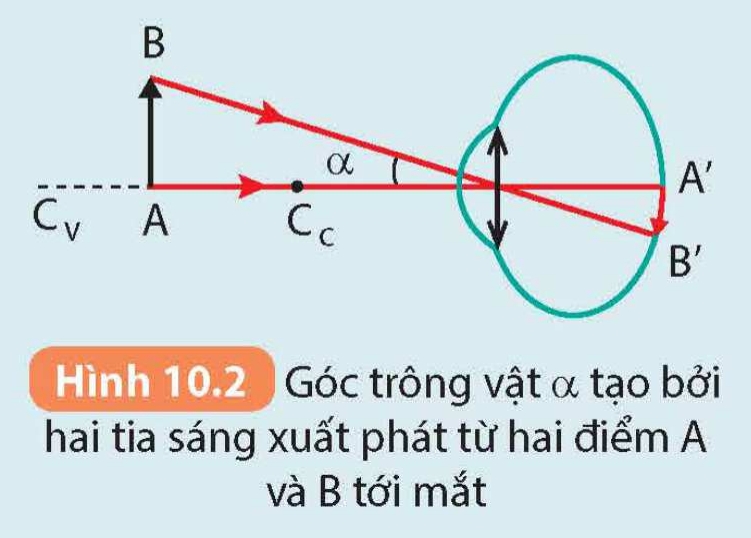 B
α
A'
C_V A C_C
B'
Hình 10.2 Góc trông vật α tạo bởi
hai tia sáng xuất phát từ hai điểm A
và B tới mắt